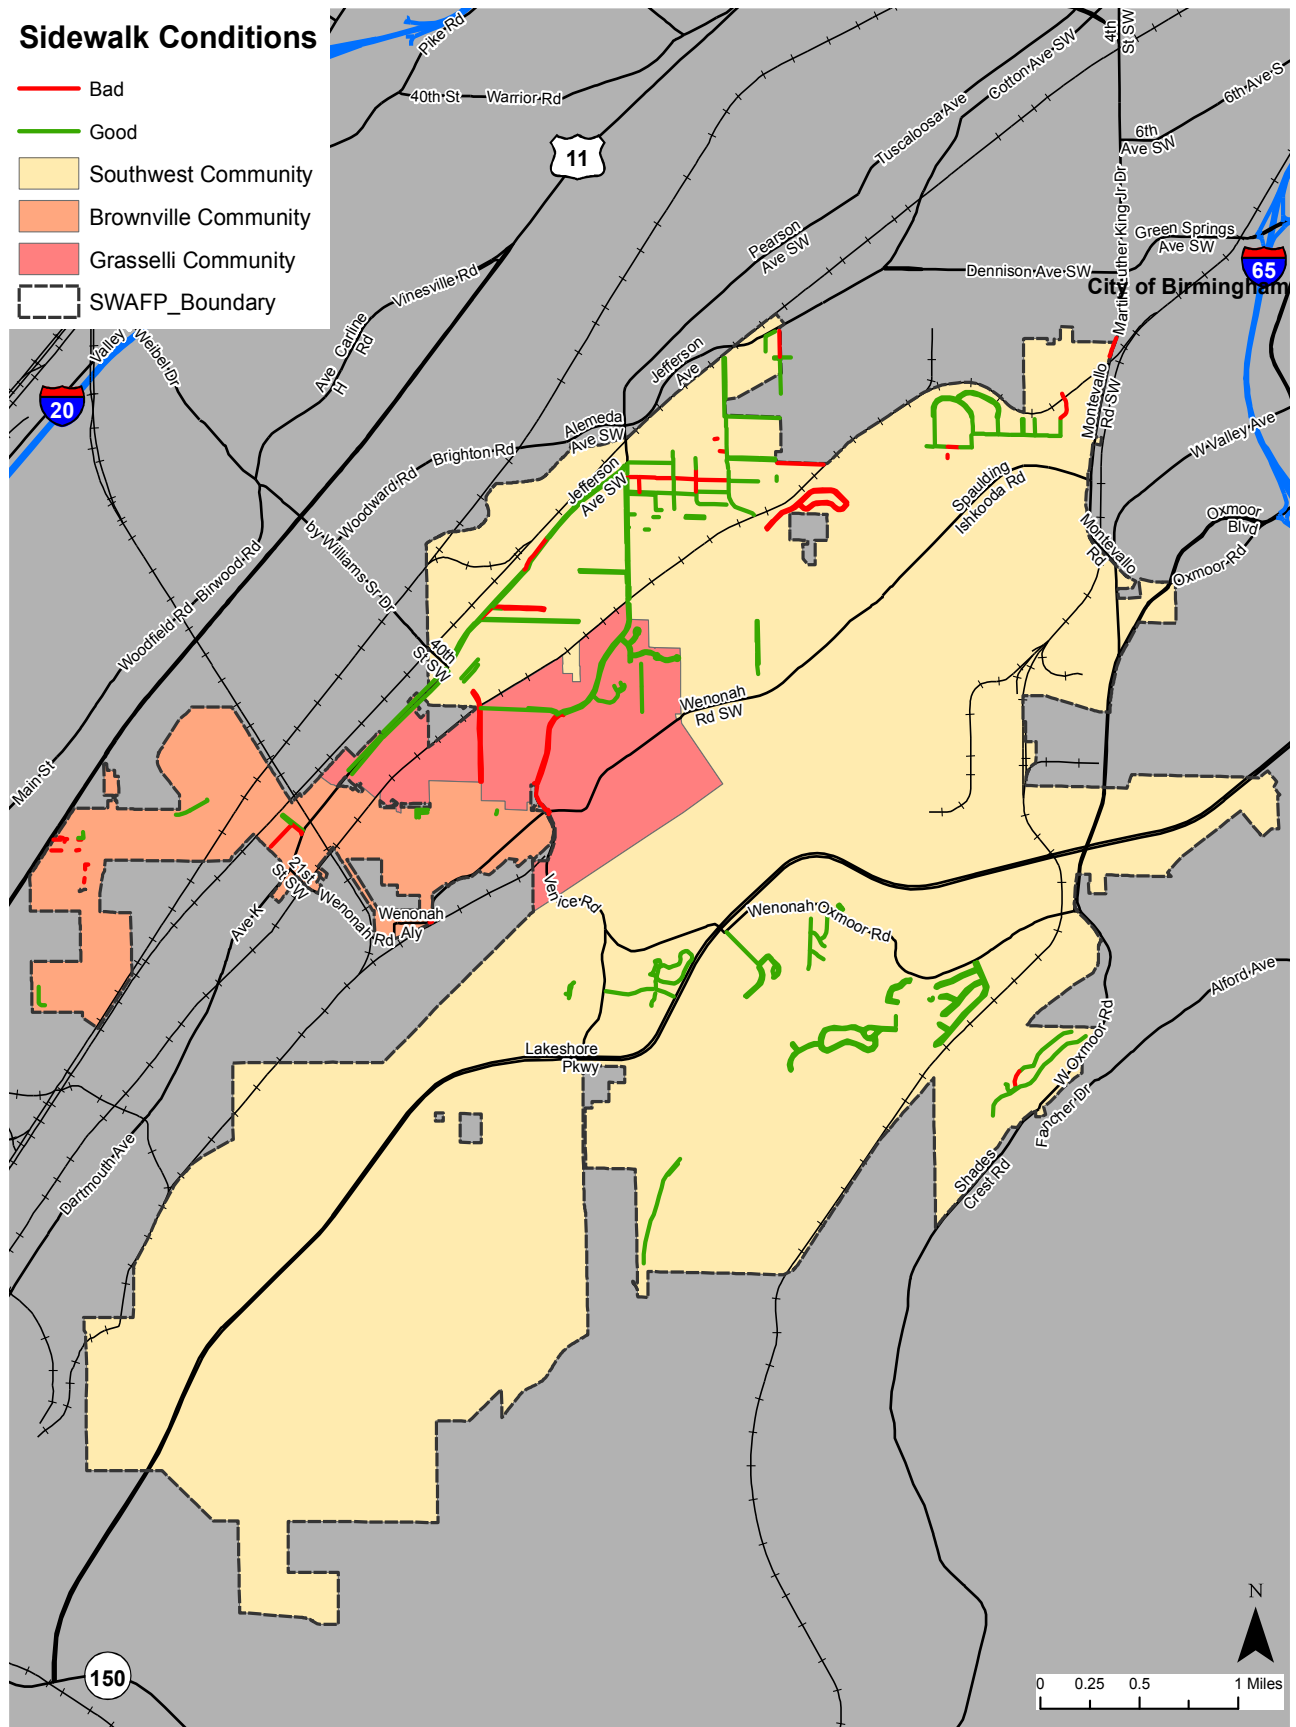 Sidewalk Conditions
Bad
Good
Southwest Community
Brownville Community
Grasselli Community
SWAFP_Boundary
Pike Rd
40th St
Warrior Rd
11
Tuscaloosa Ave
Cotton Ave SW
4th
St SW
6th Ave S
6th
Ave SW
Martin Luther King Jr Dr
Green Springs
Ave SW
65
City of Birmingham
Dennison Ave SW
Pearson
Ave SW
Vinesville Rd
Carline
Rd
Ave
H
Valley
Weibel Dr
20
Jefferson
Ave
Alemeda
Ave SW
Brighton Rd
Woodward Rd
Jefferson
Ave SW
Montevallo
Rd SW
W Valley Ave
Spaulding
Ishkooda Rd
Oxmoor
Blvd
Oxmoor Rd
Montevallo
Rd
by Williams Sr Dr
Birwood Rd
Woodfield Rd
40th
St SW
Wenonah
Rd SW
Main St
21st
St SW
Wenonah Rd
Wenonah
Aly
Ave K
Venice Rd
Wenonah Oxmoor Rd
Alford Ave
Lakeshore
Pkwy
W Oxmoor Rd
Fancher Dr
Shades
Crest Rd
Dartmouth Ave
150
N
0 0.25 0.5 1 Miles